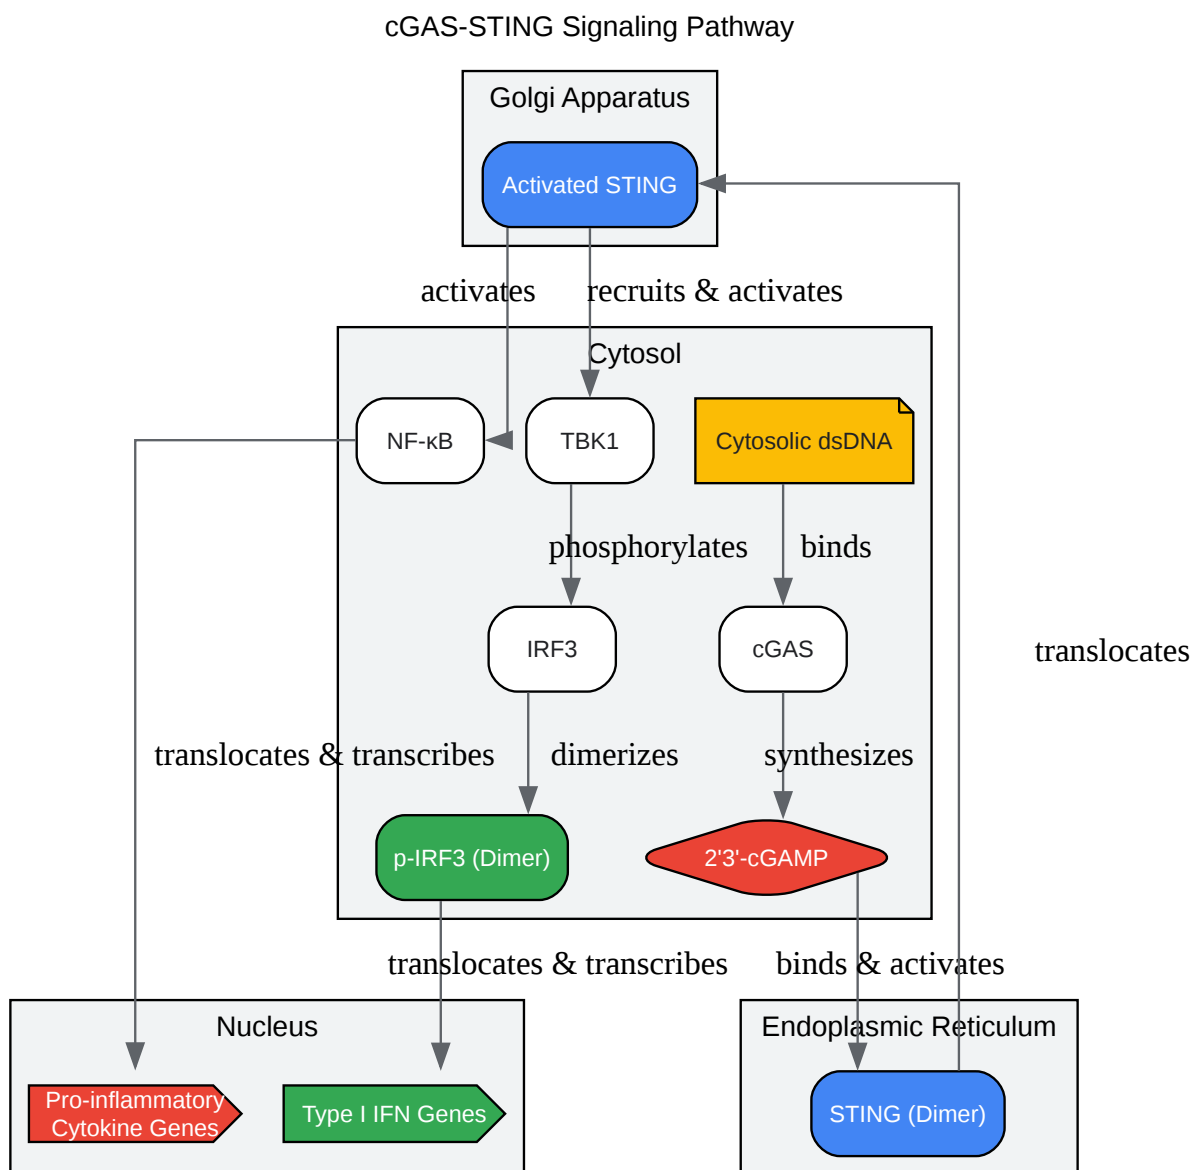 cGAS-STING Signaling Pathway
Golgi Apparatus
Activated STING
activates
recruits & activates
Cytosol
NF-κB
TBK1
Cytosolic dsDNA
phosphorylates
binds
IRF3
cGAS
translocates
translocates & transcribes
dimerizes
synthesizes
p-IRF3 (Dimer)
2'3'-cGAMP
translocates & transcribes
binds & activates
Nucleus
Endoplasmic Reticulum
Pro-inflammatory
Cytokine Genes
Type I IFN Genes
STING (Dimer)